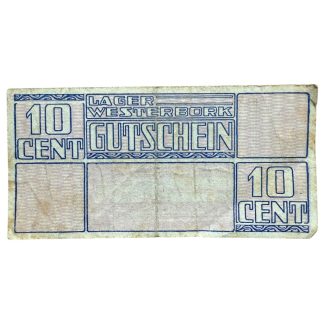 10
CENT
LAGER
WESTERBORK
GUTSCHEIN
10
CENT